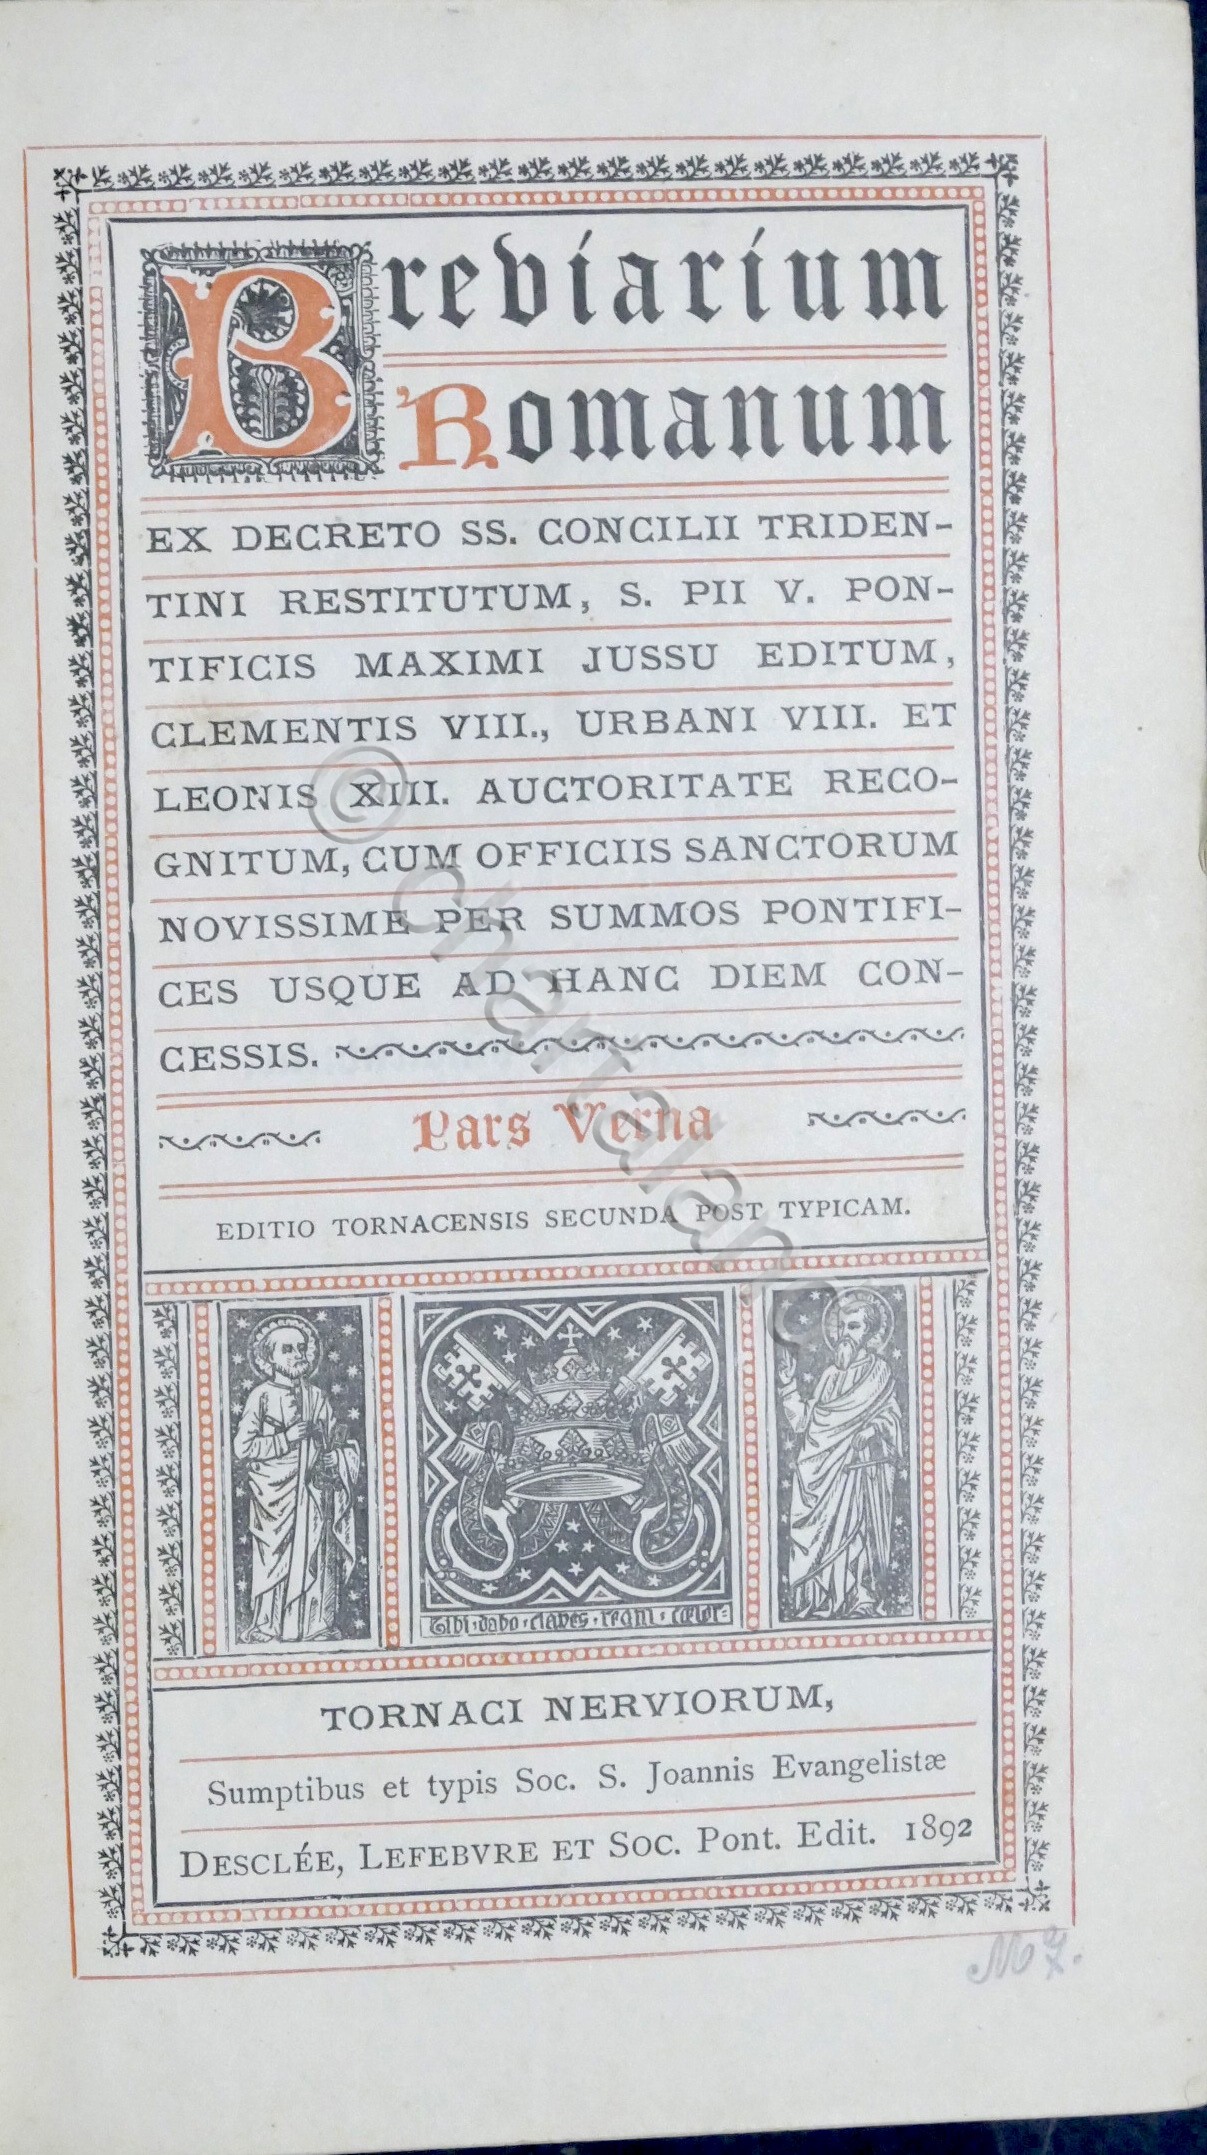 Breviarium
Romanum
EX DECRETO SS. CONCILII TRIDEN-
TINI RESTITUTUM, S. PII V. PON-
TIFICIS MAXIMI JUSSU EDITUM,
CLEMENTIS VIII., URBANI VIII. ET
LEONIS XIII. AUCTORITATE RECO-
GNITUM, CUM OFFICIIS SANCTORUM
NOVISSIME PER SUMMOS PONTIFI-
CES USQUE AD HANC DIEM CON-
CESSIS.
Pars Verna
EDITIO TORNACENSIS SECUNDA POST TYPICAM.
Tibi · dabo · claves · regni · cœlor:
TORNACI NERVIORUM,
Sumptibus et typis Soc. S. Joannis Evangelistæ
DESCLÉE, LEFEBVRE ET SOC. Pont. Edit. 1892
© chartaland